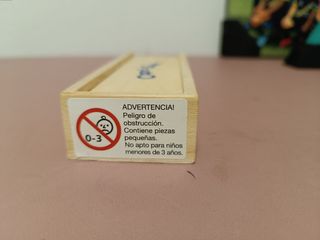 ADVERTENCIA!
Peligro de
obstrucción.
Contiene piezas
pequeñas.
No apto para niños
menores de 3 años.
0-3